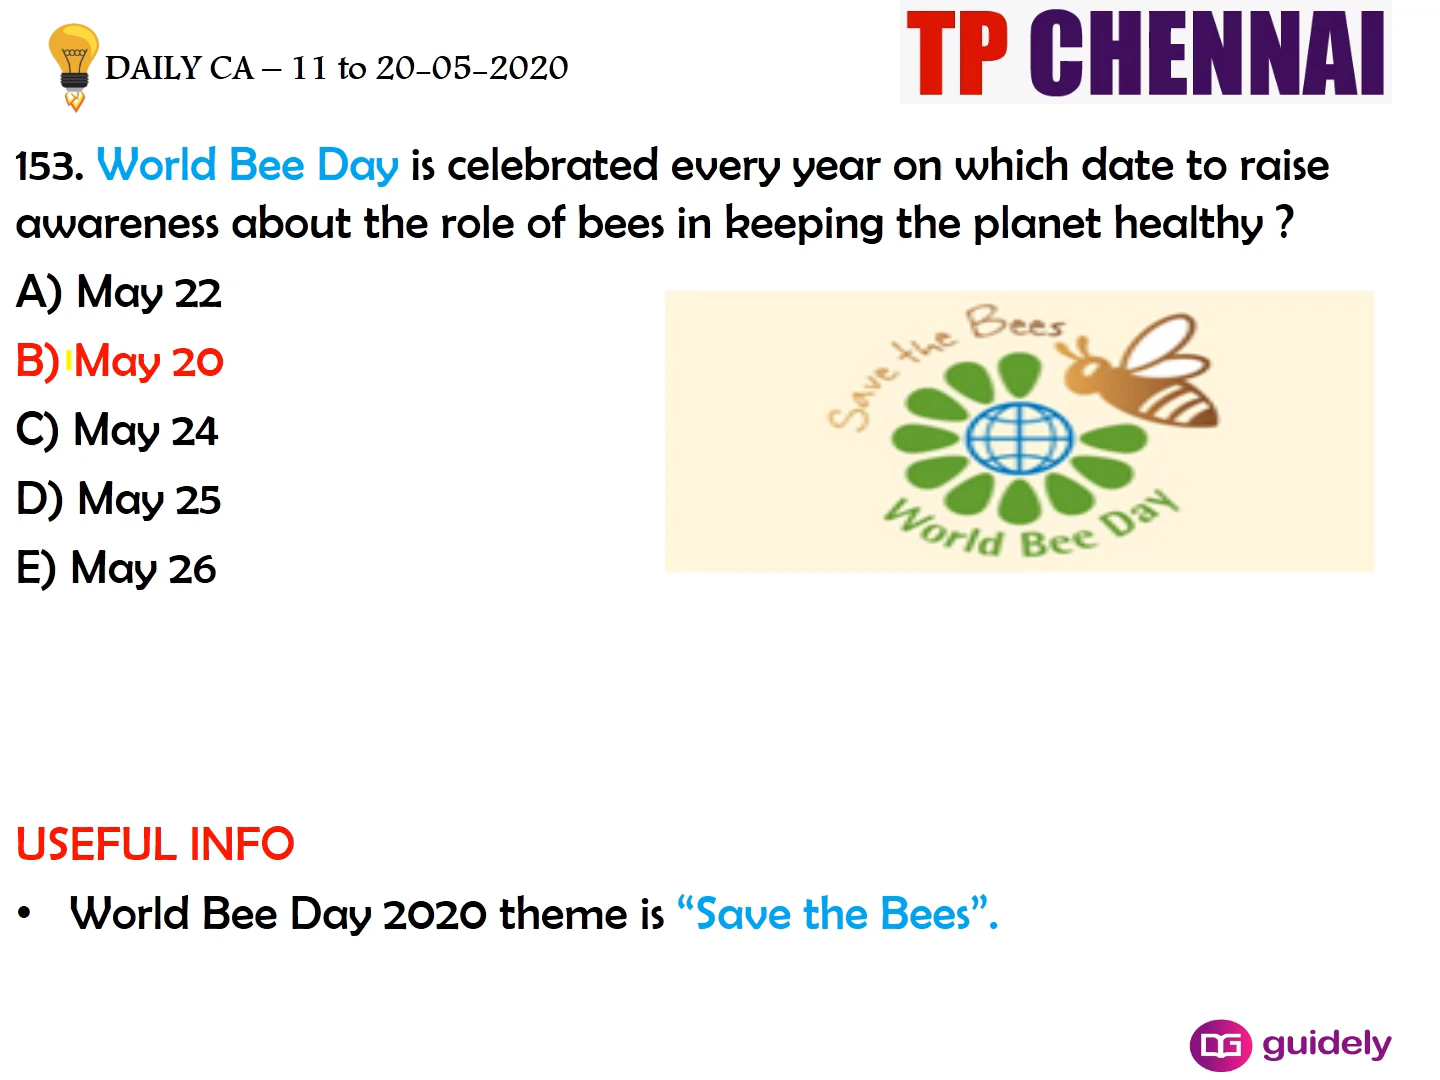 DAILY CA – 11 to 20-05-2020
TP CHENNAI
153. World Bee Day is celebrated every year on which date to raise
awareness about the role of bees in keeping the planet healthy ?
A) May 22
B) May 20
C) May 24
D) May 25
E) May 26
Save the Bees
World Bee Day
USEFUL INFO
• World Bee Day 2020 theme is “Save the Bees”.
guidely